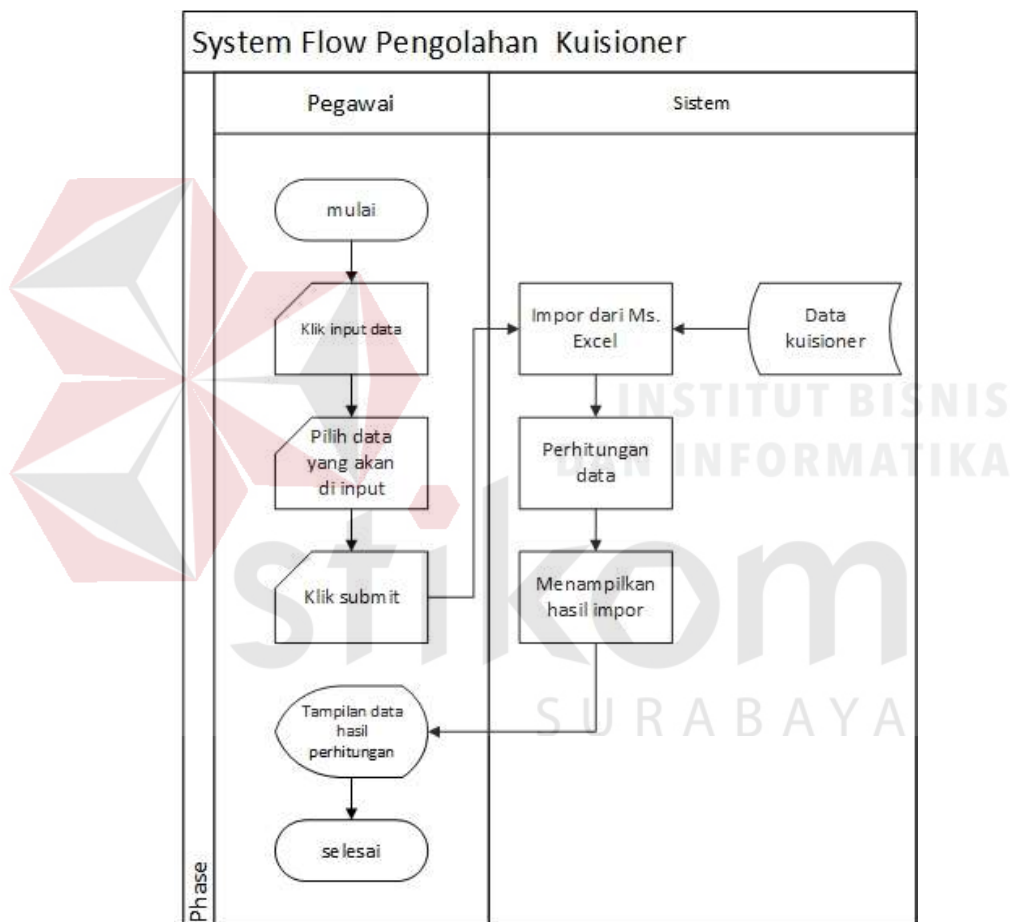 System Flow Pengolahan Kuisioner
Pegawai
Sistem
mulai
Klik input data
Pilih data
yang akan
di input
Klik submit
Impor dari Ms.
Excel
Data
kuisioner
Perhitungan
data
Menampilkan
hasil impor
Tampilan data
hasil
perhitungan
selesai
Phase
INSTITUT BISNIS
DAN INFORMATIKA
stikom
SURABAYA